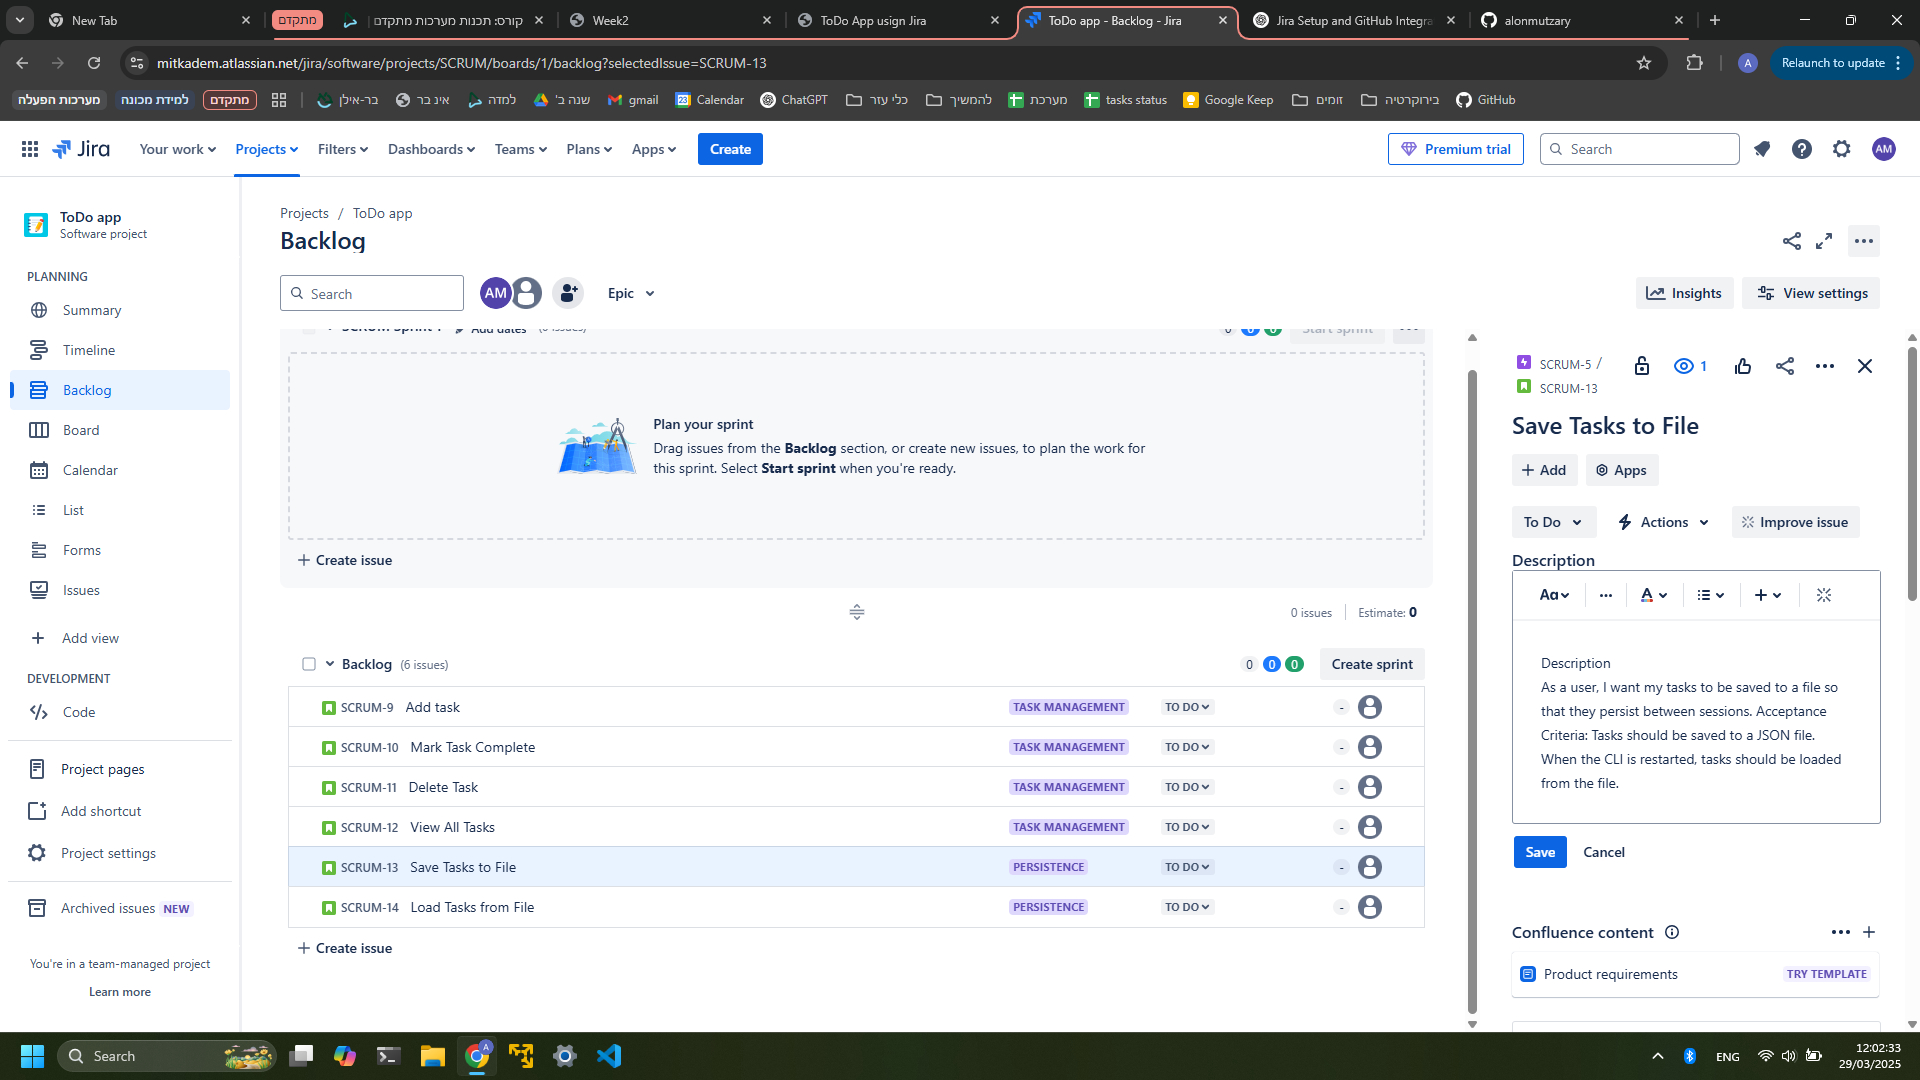 New Tab
מתקדם
קורס: תכנות מערכות מתקדם |
Week2
ToDo App usign Jira
ToDo app - Backlog - Jira
Jira Setup and GitHub Integra
alonmutzary
mitkadem.atlassian.net/jira/software/projects/SCRUM/boards/1/backlog?selectedIssue=SCRUM-13
A
Relaunch to update
מערכות הפעלה
למידת מכונה
מתקדם
בר-אילן
אינ בר
למדה
שנה ב'
gmail
Calendar
ChatGPT
כלי עזר
להמשיך
מערכת
tasks status
Google Keep
זומים
בירוקרטיה
GitHub
Jira
Your work
Projects
Filters
Dashboards
Teams
Plans
Apps
Create
Premium trial
Search
AM
ToDo app
Software project
PLANNING
Summary
Timeline
Backlog
Board
Calendar
List
Forms
Issues
Add view
DEVELOPMENT
Code
Project pages
Add shortcut
Project settings
Archived issues NEW
You're in a team-managed project
Learn more
Projects / ToDo app
Backlog
Search
AM
Epic
Insights
View settings
SCRUM Sprint 1 Add dates (0 issues) 0 0 0 Start sprint
Plan your sprint
Drag issues from the Backlog section, or create new issues, to plan the work for
this sprint. Select Start sprint when you're ready.
+ Create issue
0 issues Estimate: 0
Backlog (6 issues) 0 0 0 Create sprint
SCRUM-9 Add task TASK MANAGEMENT TO DO -
SCRUM-10 Mark Task Complete TASK MANAGEMENT TO DO -
SCRUM-11 Delete Task TASK MANAGEMENT TO DO -
SCRUM-12 View All Tasks TASK MANAGEMENT TO DO -
SCRUM-13 Save Tasks to File PERSISTENCE TO DO -
SCRUM-14 Load Tasks from File PERSISTENCE TO DO -
+ Create issue
SCRUM-5 /
SCRUM-13
1
Save Tasks to File
+ Add
Apps
To Do
Actions
Improve issue
Description
Aa
A
Description
As a user, I want my tasks to be saved to a file so
that they persist between sessions. Acceptance
Criteria: Tasks should be saved to a JSON file.
When the CLI is restarted, tasks should be loaded
from the file.
Save
Cancel
Confluence content
Product requirements TRY TEMPLATE
Search
A
ENG
12:02:33
29/03/2025